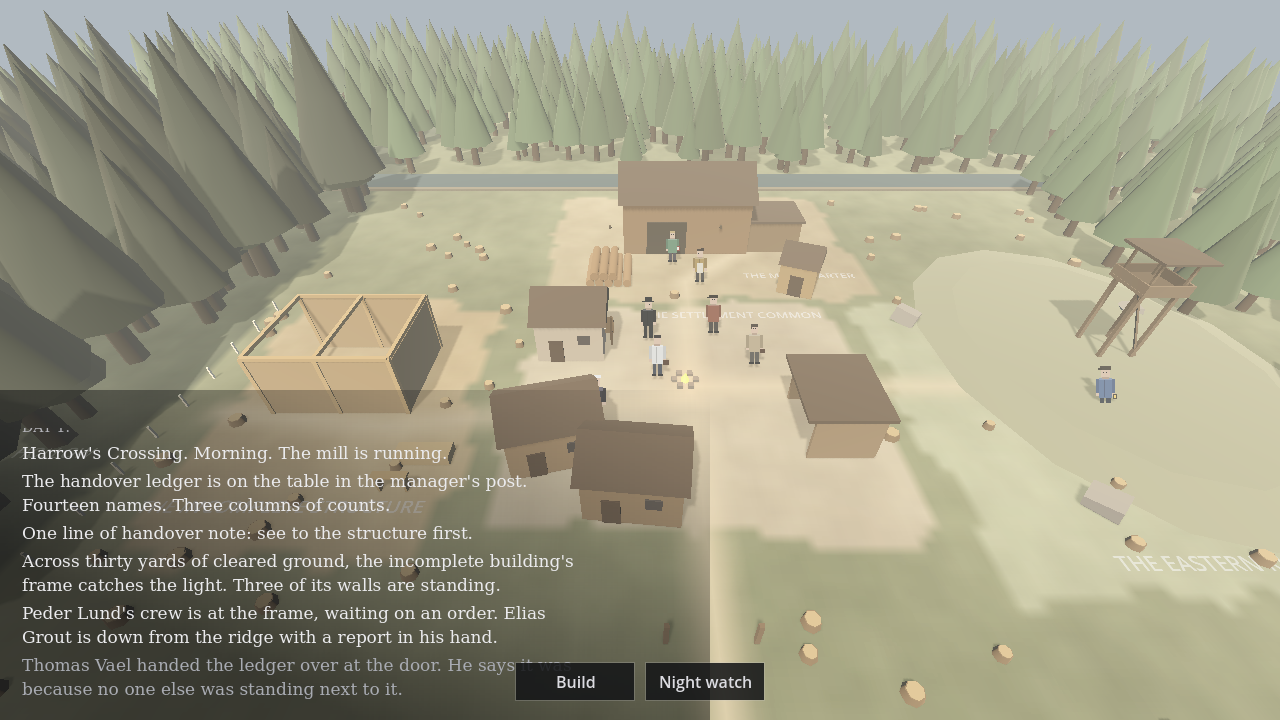 THE SETTLEMENT COMMON
DAY 1.
Harrow's Crossing. Morning. The mill is running.
The handover ledger is on the table in the manager's post.
Fourteen names. Three columns of counts.
One line of handover note: see to the structure first.
Across thirty yards of cleared ground, the incomplete building's
frame catches the light. Three of its walls are standing.
Peder Lund's crew is at the frame, waiting on an order. Elias
Grout is down from the ridge with a report in his hand.
Thomas Vael handed the ledger over at the door. He says it was
because no one else was standing next to it.
THE EASTERN
Build
Night watch